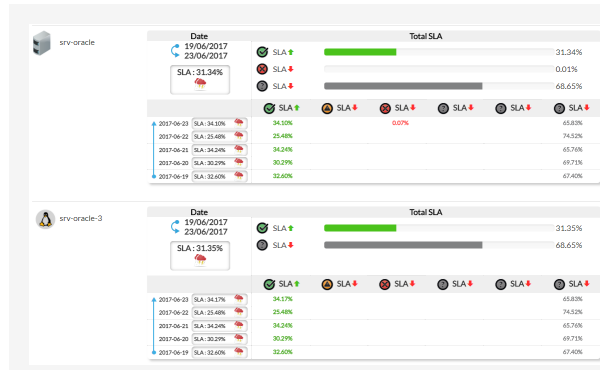 Date Total SLA
srv-oracle 19/06/2017 SLA 31.34%
23/06/2017
SLA : 31.34% SLA 0.01%
SLA 68.65%
SLA SLA SLA SLA SLA SLA
2017-06-23 SLA : 34.10% 34.10% 0.07% 65.83%
2017-06-22 SLA : 25.48% 25.48% 74.52%
2017-06-21 SLA : 34.24% 34.24% 65.76%
2017-06-20 SLA : 30.29% 30.29% 69.71%
2017-06-19 SLA : 32.60% 32.60% 67.40%
Date Total SLA
srv-oracle-3 19/06/2017 SLA 31.35%
23/06/2017
SLA : 31.35% SLA 68.65%
SLA SLA SLA SLA SLA SLA
2017-06-23 SLA : 34.17% 34.17% 65.83%
2017-06-22 SLA : 25.48% 25.48% 74.52%
2017-06-21 SLA : 34.24% 34.24% 65.76%
2017-06-20 SLA : 30.29% 30.29% 69.71%
2017-06-19 SLA : 32.60% 32.60% 67.40%